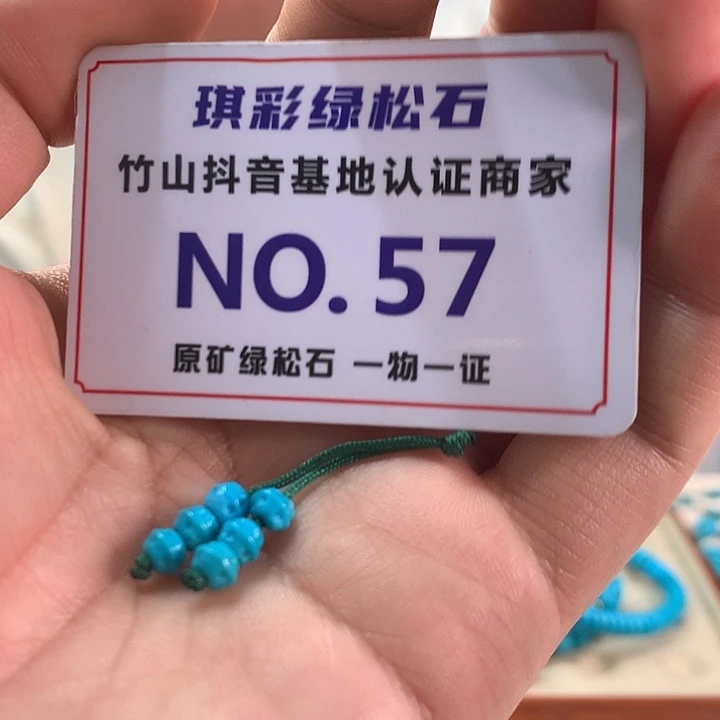 琪彩绿松石
竹山抖音基地认证商家
NO. 57
原矿绿松石 一物一证